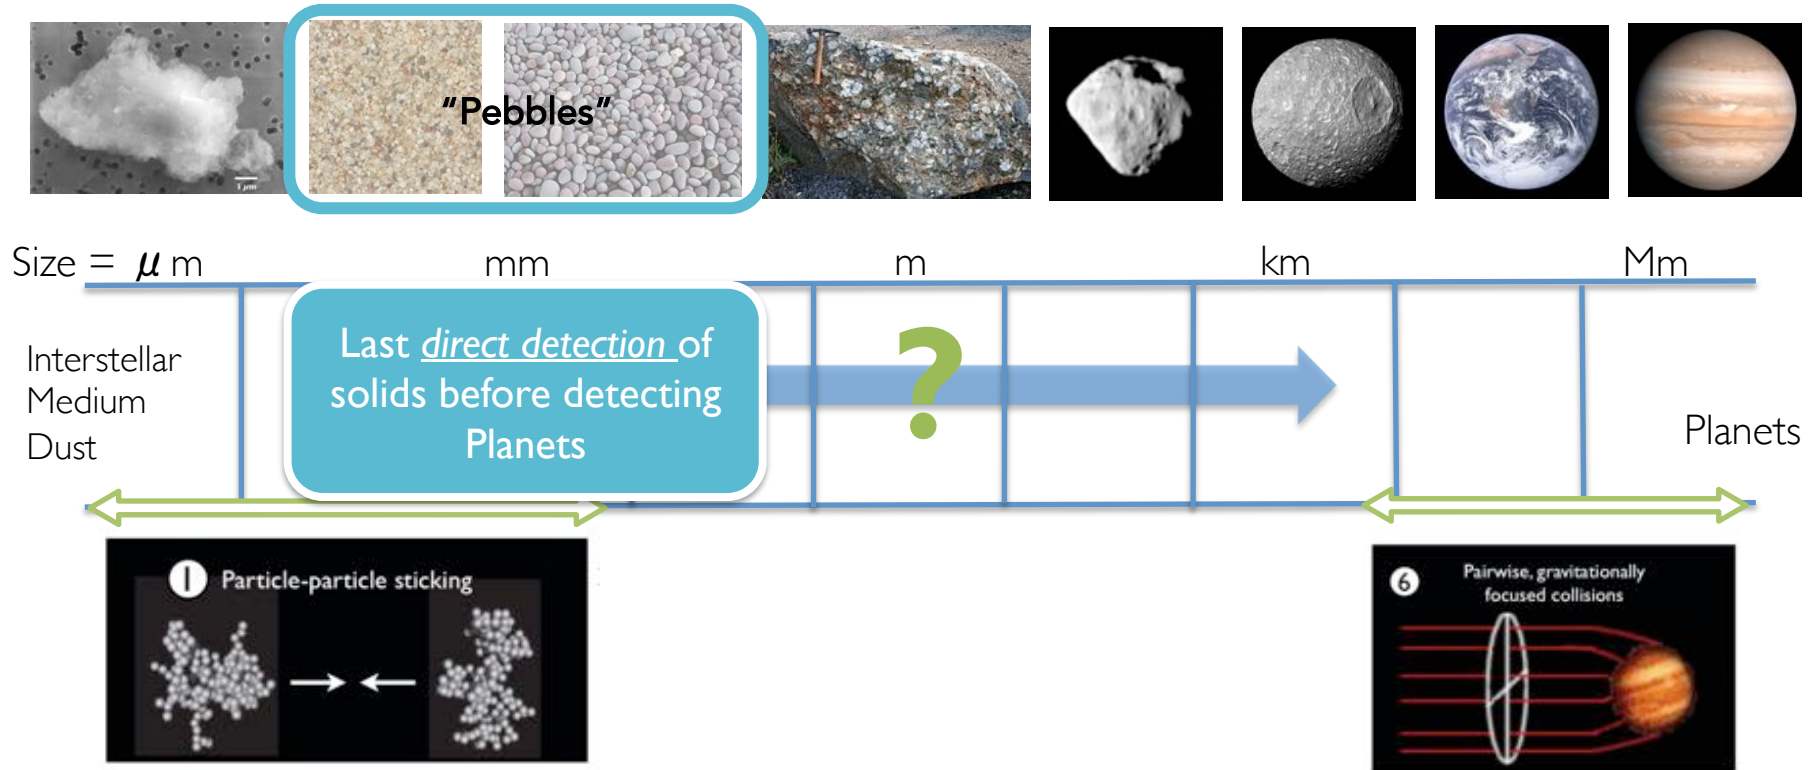 "Pebbles"
1 μm
Size = μ m mm m km Mm
Interstellar
Medium
Dust
Last direct detection of
solids before detecting
Planets
?
Planets
1 Particle-particle sticking
6 Pairwise, gravitationally
focused collisions